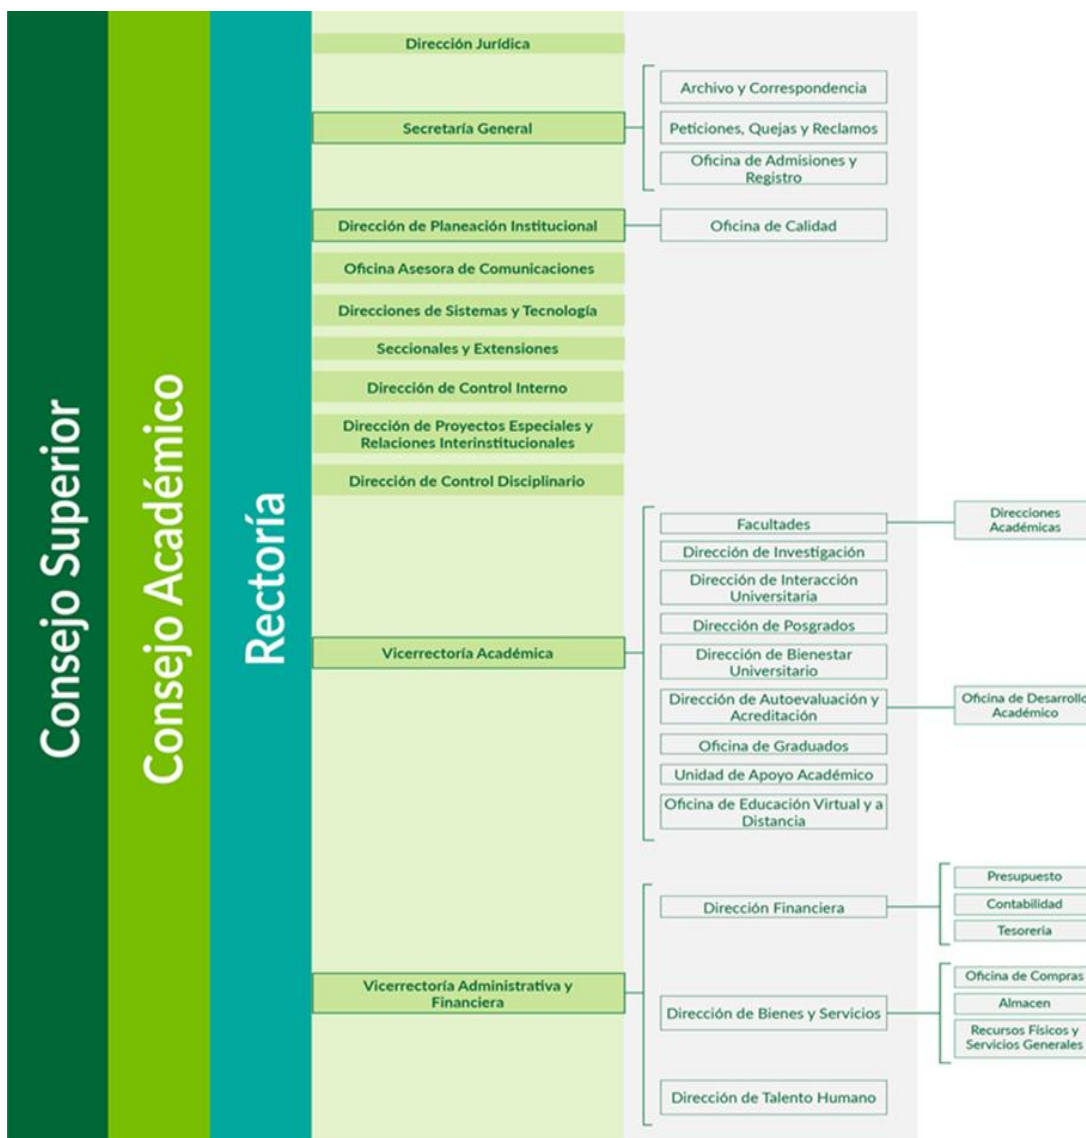 Consejo Superior
Consejo Académico
Rectoría
Dirección Jurídica
Secretaría General
Archivo y Correspondencia
Peticiones, Quejas y Reclamos
Oficina de Admisiones y
Registro
Dirección de Planeación Institucional
Oficina de Calidad
Oficina Asesora de Comunicaciones
Direcciones de Sistemas y Tecnología
Seccionales y Extensiones
Dirección de Control Interno
Dirección de Proyectos Especiales y
Relaciones Interinstitucionales
Dirección de Control Disciplinario
Vicerrectoría Académica
Facultades
Direcciones
Académicas
Dirección de Investigación
Dirección de Interacción
Universitaria
Dirección de Posgrados
Dirección de Bienestar
Universitario
Dirección de Autoevaluación y
Acreditación
Oficina de Desarrollo
Académico
Oficina de Graduados
Unidad de Apoyo Académico
Oficina de Educación Virtual y a
Distancia
Vicerrectoría Administrativa y
Financiera
Dirección Financiera
Presupuesto
Contabilidad
Tesoreria
Dirección de Bienes y Servicios
Oficina de Compras
Almacen
Recursos Físicos y
Servicios Generales
Dirección de Talento Humano